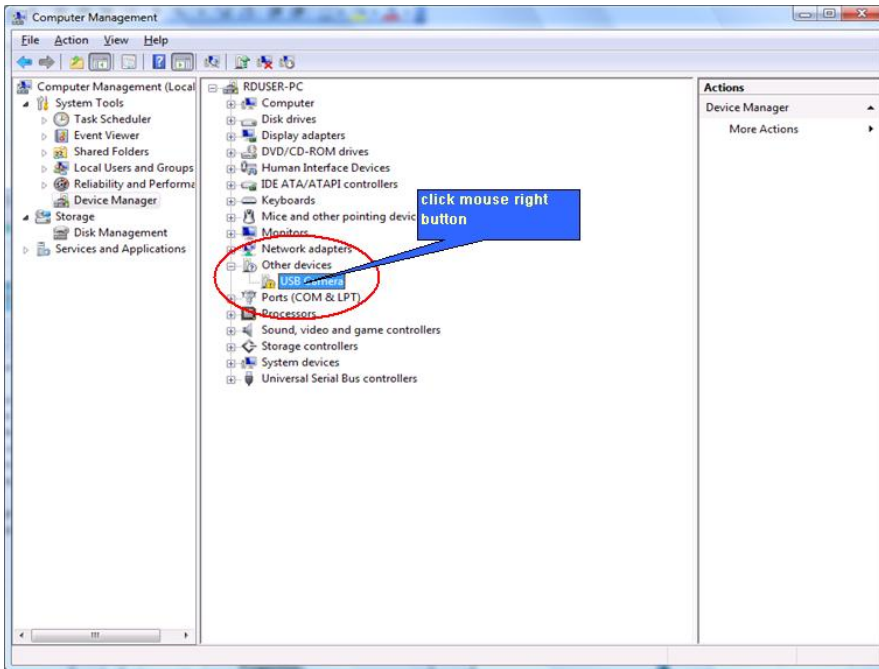 Computer Management
File Action View Help
Computer Management (Local
System Tools
Task Scheduler
Event Viewer
Shared Folders
Local Users and Groups
Reliability and Performa
Device Manager
Storage
Disk Management
Services and Applications
RDUSER-PC
Computer
Disk drives
Display adapters
DVD/CD-ROM drives
Human Interface Devices
IDE ATA/ATAPI controllers
Keyboards
Mice and other pointing devic
Monitors
Network adapters
Other devices
USB Camera
Ports (COM & LPT)
Processors
Sound, video and game controllers
Storage controllers
System devices
Universal Serial Bus controllers
click mouse right
button
Actions
Device Manager
More Actions